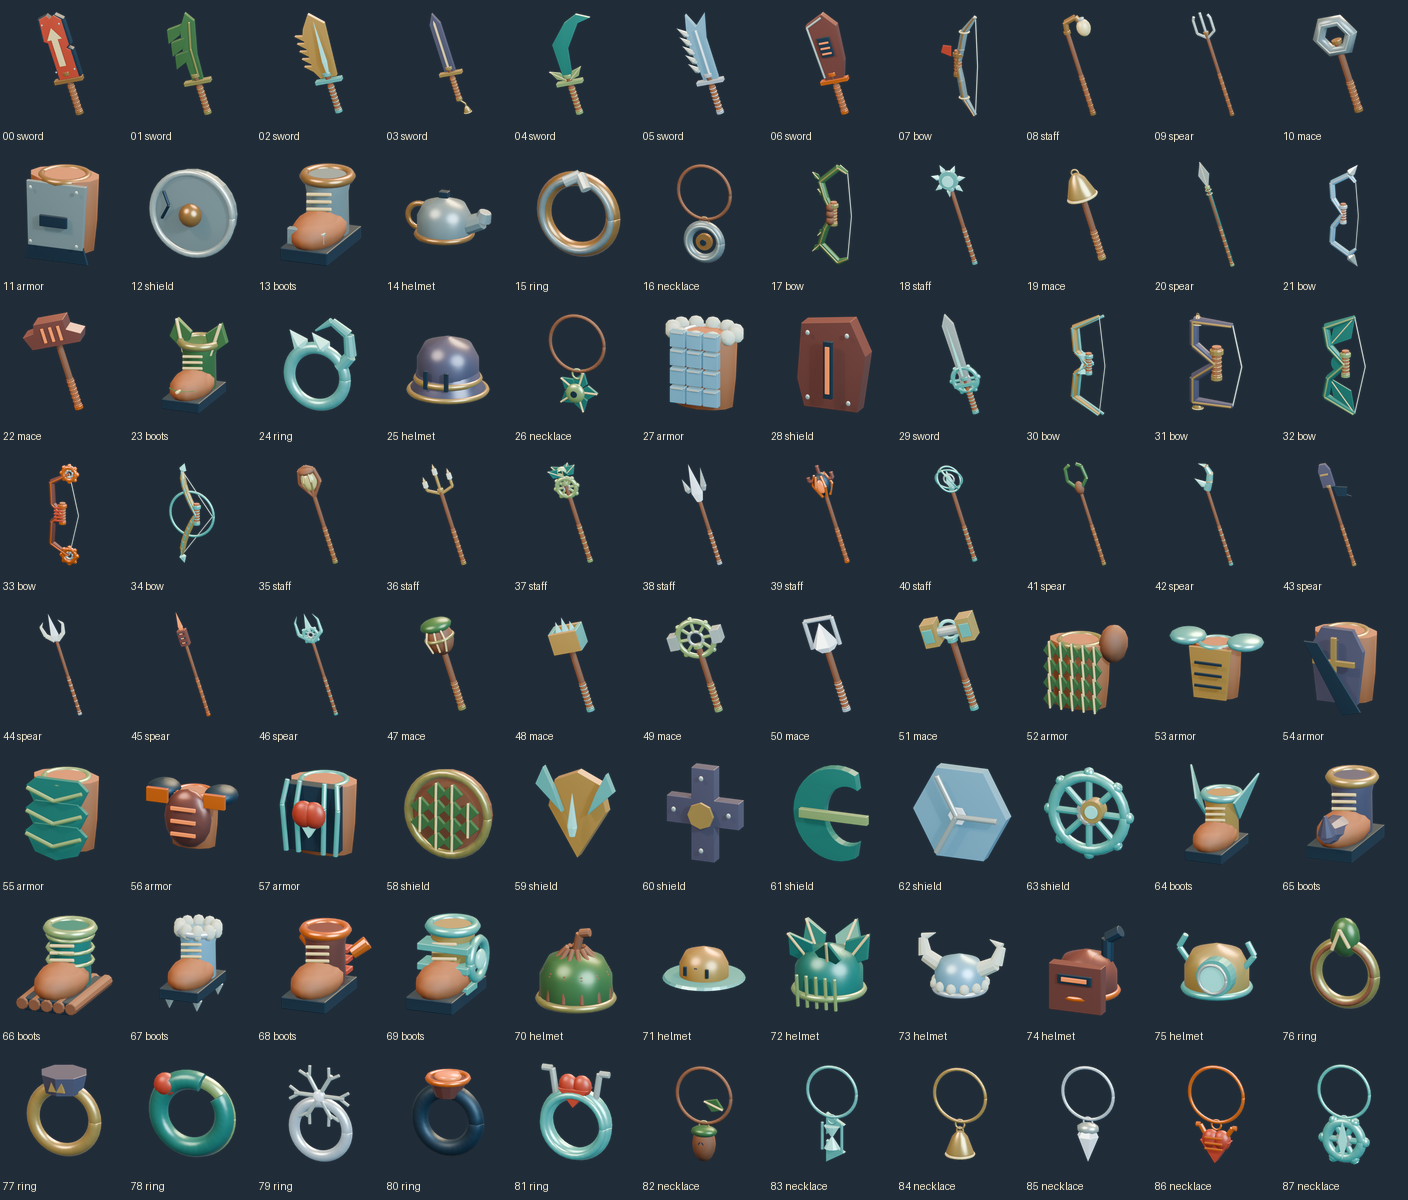 00 sword 01 sword 02 sword 03 sword 04 sword 05 sword 06 sword 07 bow 08 staff 09 spear 10 mace
11 armor 12 shield 13 boots 14 helmet 15 ring 16 necklace 17 bow 18 staff 19 mace 20 spear 21 bow
22 mace 23 boots 24 ring 25 helmet 26 necklace 27 armor 28 shield 29 sword 30 bow 31 bow 32 bow
33 bow 34 bow 35 staff 36 staff 37 staff 38 staff 39 staff 40 staff 41 spear 42 spear 43 spear
44 spear 45 spear 46 spear 47 mace 48 mace 49 mace 50 mace 51 mace 52 armor 53 armor 54 armor
55 armor 56 armor 57 armor 58 shield 59 shield 60 shield 61 shield 62 shield 63 shield 64 boots 65 boots
66 boots 67 boots 68 boots 69 boots 70 helmet 71 helmet 72 helmet 73 helmet 74 helmet 75 helmet 76 ring
77 ring 78 ring 79 ring 80 ring 81 ring 82 necklace 83 necklace 84 necklace 85 necklace 86 necklace 87 necklace